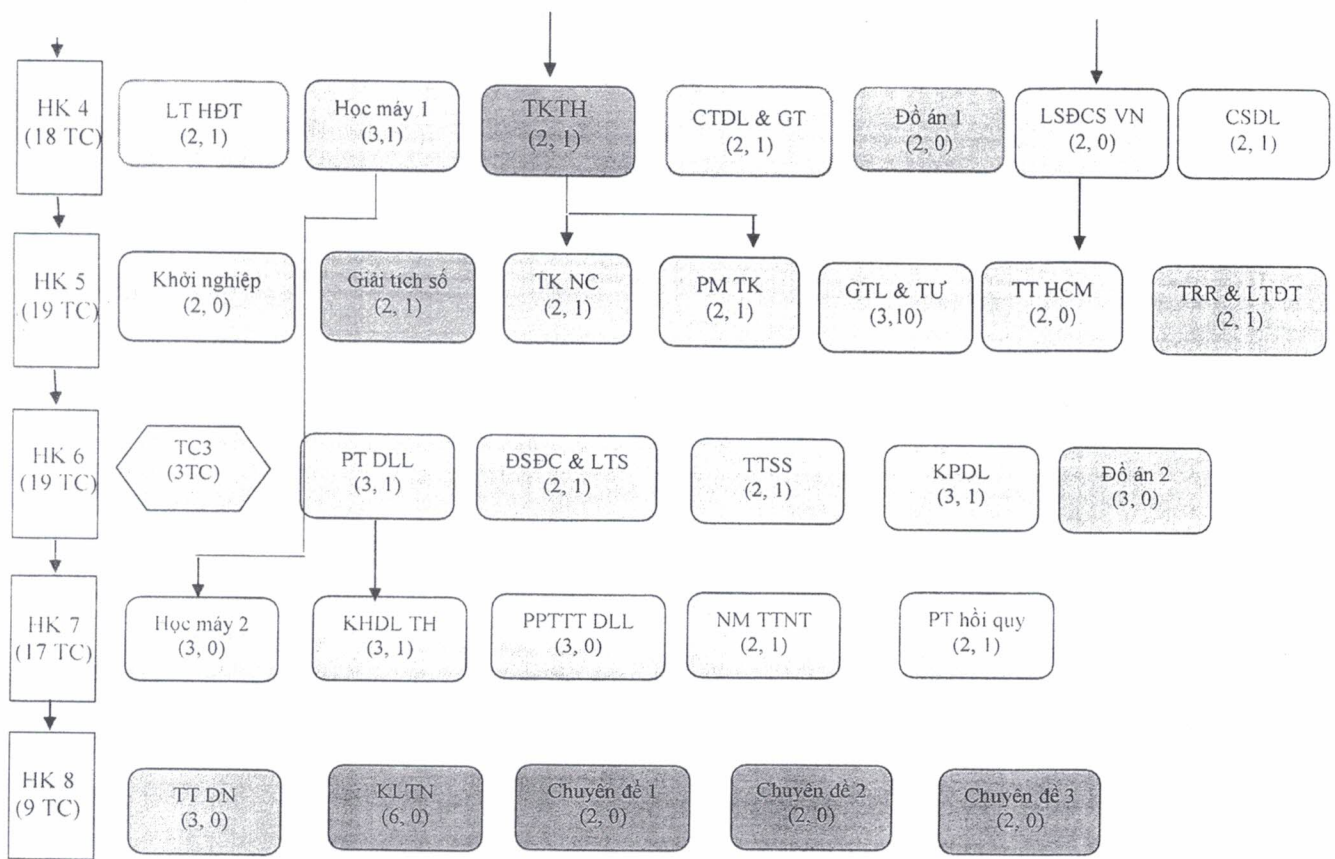 HK 4
(18 TC)
LT HĐT
(2, 1)
Học máy 1
(3,1)
TKTH
(2, 1)
CTDL & GT
(2, 1)
Đồ án 1
(2, 0)
LSĐCS VN
(2, 0)
CSDL
(2, 1)
HK 5
(19 TC)
Khởi nghiệp
(2, 0)
Giải tích số
(2, 1)
TK NC
(2, 1)
PM TK
(2, 1)
GTL & TƯ
(3,10)
TT HCM
(2, 0)
TRR & LTĐT
(2, 1)
HK 6
(19 TC)
TC3
(3TC)
PT DLL
(3, 1)
ĐSĐC & LTS
(2, 1)
TTSS
(2, 1)
KPDL
(3, 1)
Đồ án 2
(3, 0)
HK 7
(17 TC)
Học máy 2
(3, 0)
KHDL TH
(3, 1)
PPTTT DLL
(3, 0)
NM TTNT
(2, 1)
PT hồi quy
(2, 1)
HK 8
(9 TC)
TT DN
(3, 0)
KLTN
(6, 0)
Chuyên đề 1
(2, 0)
Chuyên đề 2
(2, 0)
Chuyên đề 3
(2, 0)